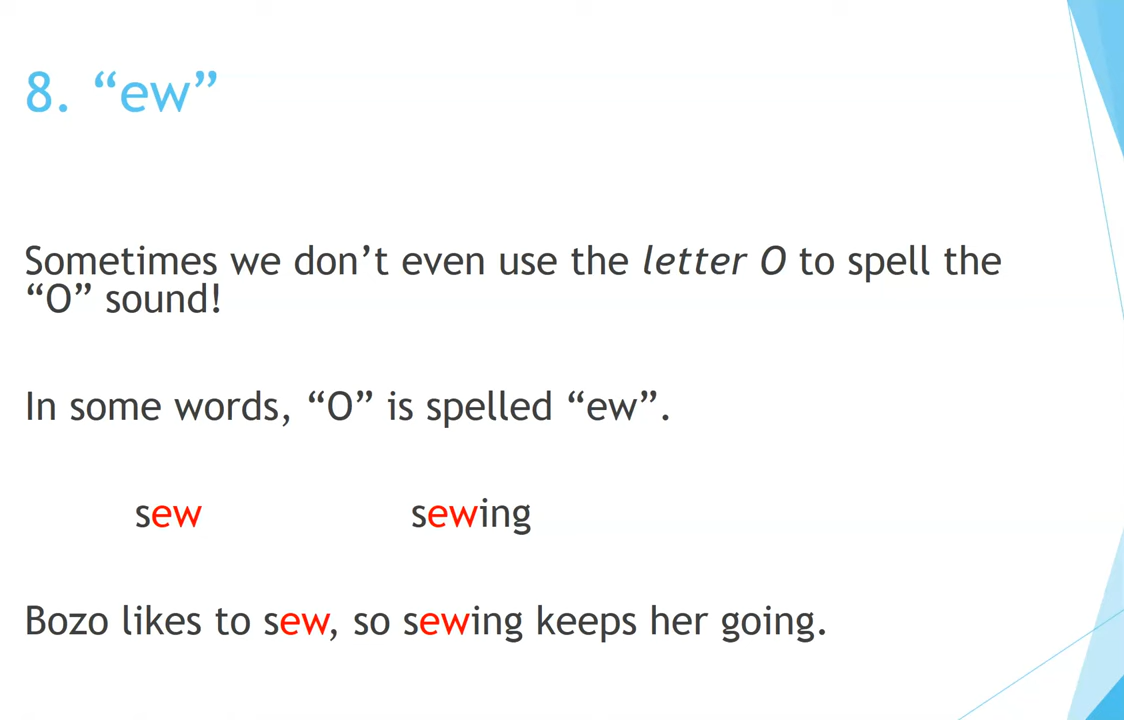 8. “ew”
Sometimes we don’t even use the letter O to spell the
“O” sound!
In some words, “O” is spelled “ew”.
sew sewing
Bozo likes to sew, so sewing keeps her going.